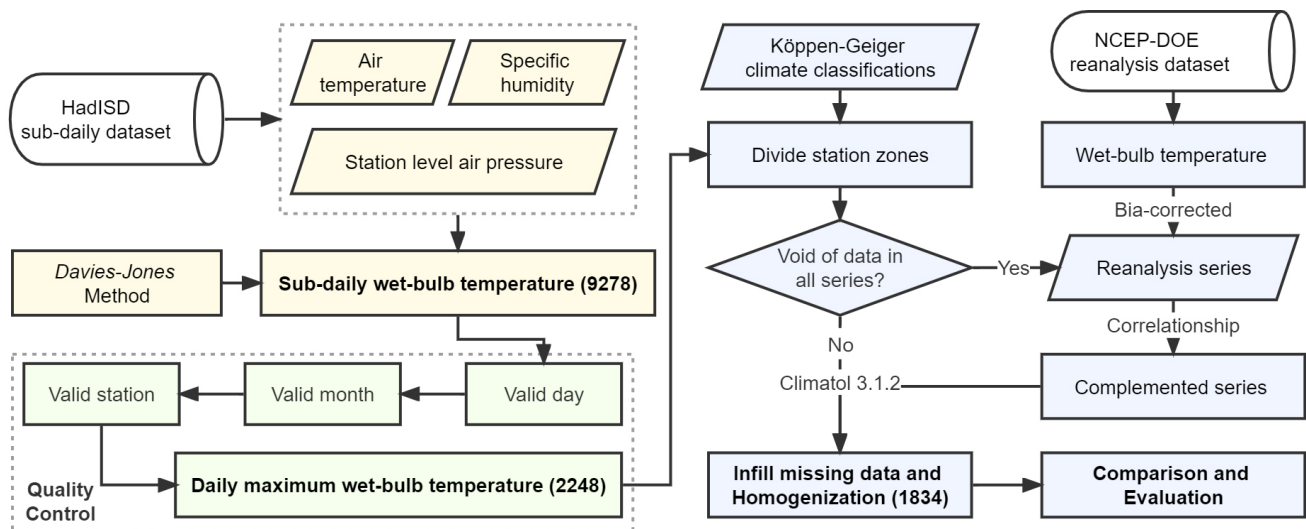 HadISD
sub-daily dataset
Air
temperature
Specific
humidity
Station level air pressure
Davies-Jones
Method
Sub-daily wet-bulb temperature (9278)
Valid day
Valid month
Valid station
Daily maximum wet-bulb temperature (2248)
Quality
Control
Köppen-Geiger
climate classifications
Divide station zones
Void of data in
all series?
Yes
No
Climatol 3.1.2
Infill missing data and
Homogenization (1834)
NCEP-DOE
reanalysis dataset
Wet-bulb temperature
Bia-corrected
Reanalysis series
Correlationship
Complemented series
Comparison and
Evaluation